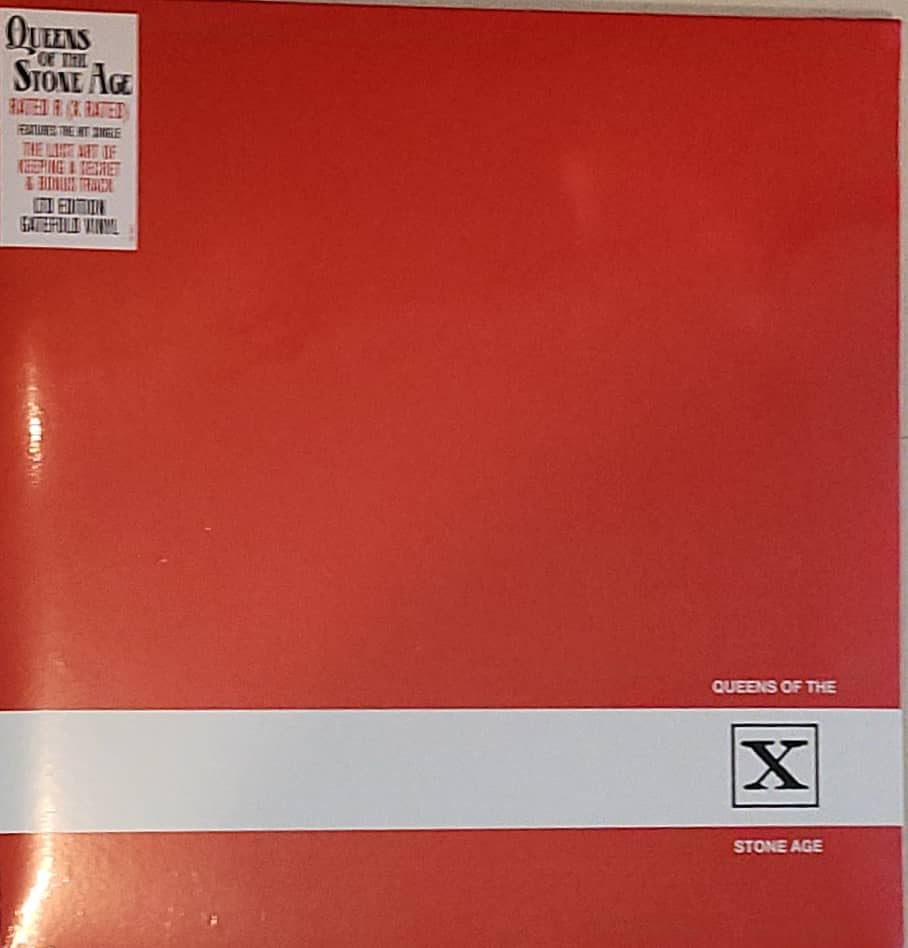 QUEENS
OF THE
STONE AGE
RATED R (X RATED)
FEATURES THE HIT SINGLE
THE LOST ART OF
KEEPING A SECRET
& BONUS TRACK
LTD EDITION
GATEFOLD VINYL
QUEENS OF THE
X
STONE AGE